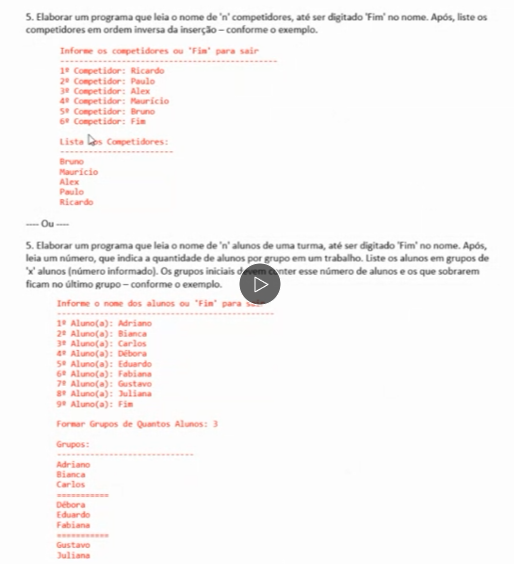 5. Elaborar um programa que leia o nome de 'n' competidores, até ser digitado 'Fim' no nome. Após, liste os
competidores em ordem inversa da inserção – conforme o exemplo.
Informe os competidores ou 'Fim' para sair
---------------------------------------------
1º Competidor: Ricardo
2º Competidor: Paulo
3º Competidor: Alex
4º Competidor: Maurício
5º Competidor: Bruno
6º Competidor: Fim
Lista dos Competidores:
------------------------
Bruno
Maurício
Alex
Paulo
Ricardo
---- Ou ----
5. Elaborar um programa que leia o nome de 'n' alunos de uma turma, até ser digitado 'Fim' no nome. Após,
leia um número, que indica a quantidade de alunos por grupo em um trabalho. Liste os alunos em grupos de
'x' alunos (número informado). Os grupos iniciais devem conter esse número de alunos e os que sobrarem
ficam no último grupo – conforme o exemplo.
Informe o nome dos alunos ou 'Fim' para sair
---------------------------------------------
1º Aluno(a): Adriano
2º Aluno(a): Bianca
3º Aluno(a): Carlos
4º Aluno(a): Débora
5º Aluno(a): Eduardo
6º Aluno(a): Fabiana
7º Aluno(a): Gustavo
8º Aluno(a): Juliana
9º Aluno(a): Fim
Formar Grupos de Quantos Alunos: 3
Grupos:
-----------------------------
Adriano
Bianca
Carlos
===========
Débora
Eduardo
Fabiana
===========
Gustavo
Juliana